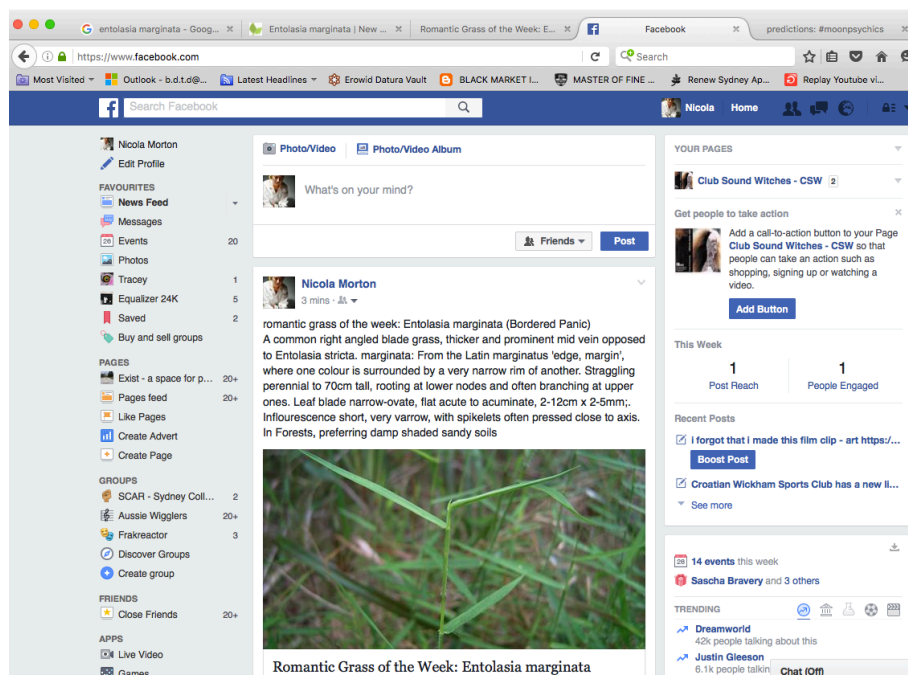 entolasia marginata - Goog...
Entolasia marginata | New ...
Romantic Grass of the Week: E...
Facebook
predictions: #moonpsychics
https://www.facebook.com
Search
Most Visited
Outlook - b.d.t.d@...
Latest Headlines
Erowid Datura Vault
BLACK MARKET I...
MASTER OF FINE ...
Renew Sydney Ap...
Replay Youtube vi...
Search Facebook
Nicola
Home
Nicola Morton
Edit Profile
FAVOURITES
News Feed
Messages
Events 20
Photos
Tracey 1
Equalizer 24K 5
Saved 2
Buy and sell groups
PAGES
Exist - a space for p... 20+
Pages feed 20+
Like Pages
Create Advert
Create Page
GROUPS
SCAR - Sydney Coll... 2
Aussie Wigglers 20+
Frakreactor 3
Discover Groups
Create group
FRIENDS
Close Friends 20+
APPS
Live Video
Games
Photo/Video
Photo/Video Album
What's on your mind?
Friends
Post
Nicola Morton
3 mins ·
romantic grass of the week: Entolasia marginata (Bordered Panic)
A common right angled blade grass, thicker and prominent mid vein opposed
to Entolasia stricta. marginata: From the Latin marginatus 'edge, margin',
where one colour is surrounded by a very narrow rim of another. Straggling
perennial to 70cm tall, rooting at lower nodes and often branching at upper
ones. Leaf blade narrow-ovate, flat acute to acuminate, 2-12cm x 2-5mm;.
Inflourescence short, very varrow, with spikelets often pressed close to axis.
In Forests, preferring damp shaded sandy soils
Romantic Grass of the Week: Entolasia marginata
YOUR PAGES
Club Sound Witches - CSW 2
Get people to take action
Add a call-to-action button to your Page
Club Sound Witches - CSW so that
people can take an action such as
shopping, signing up or watching a
video.
Add Button
This Week
1
Post Reach
1
People Engaged
Recent Posts
i forgot that i made this film clip - art https:/...
Boost Post
Croatian Wickham Sports Club has a new li...
See more
14 events this week
Sascha Bravery and 3 others
TRENDING
Dreamworld
42k people talking about this
Justin Gleeson
6.1k people talkin
Chat (Off)